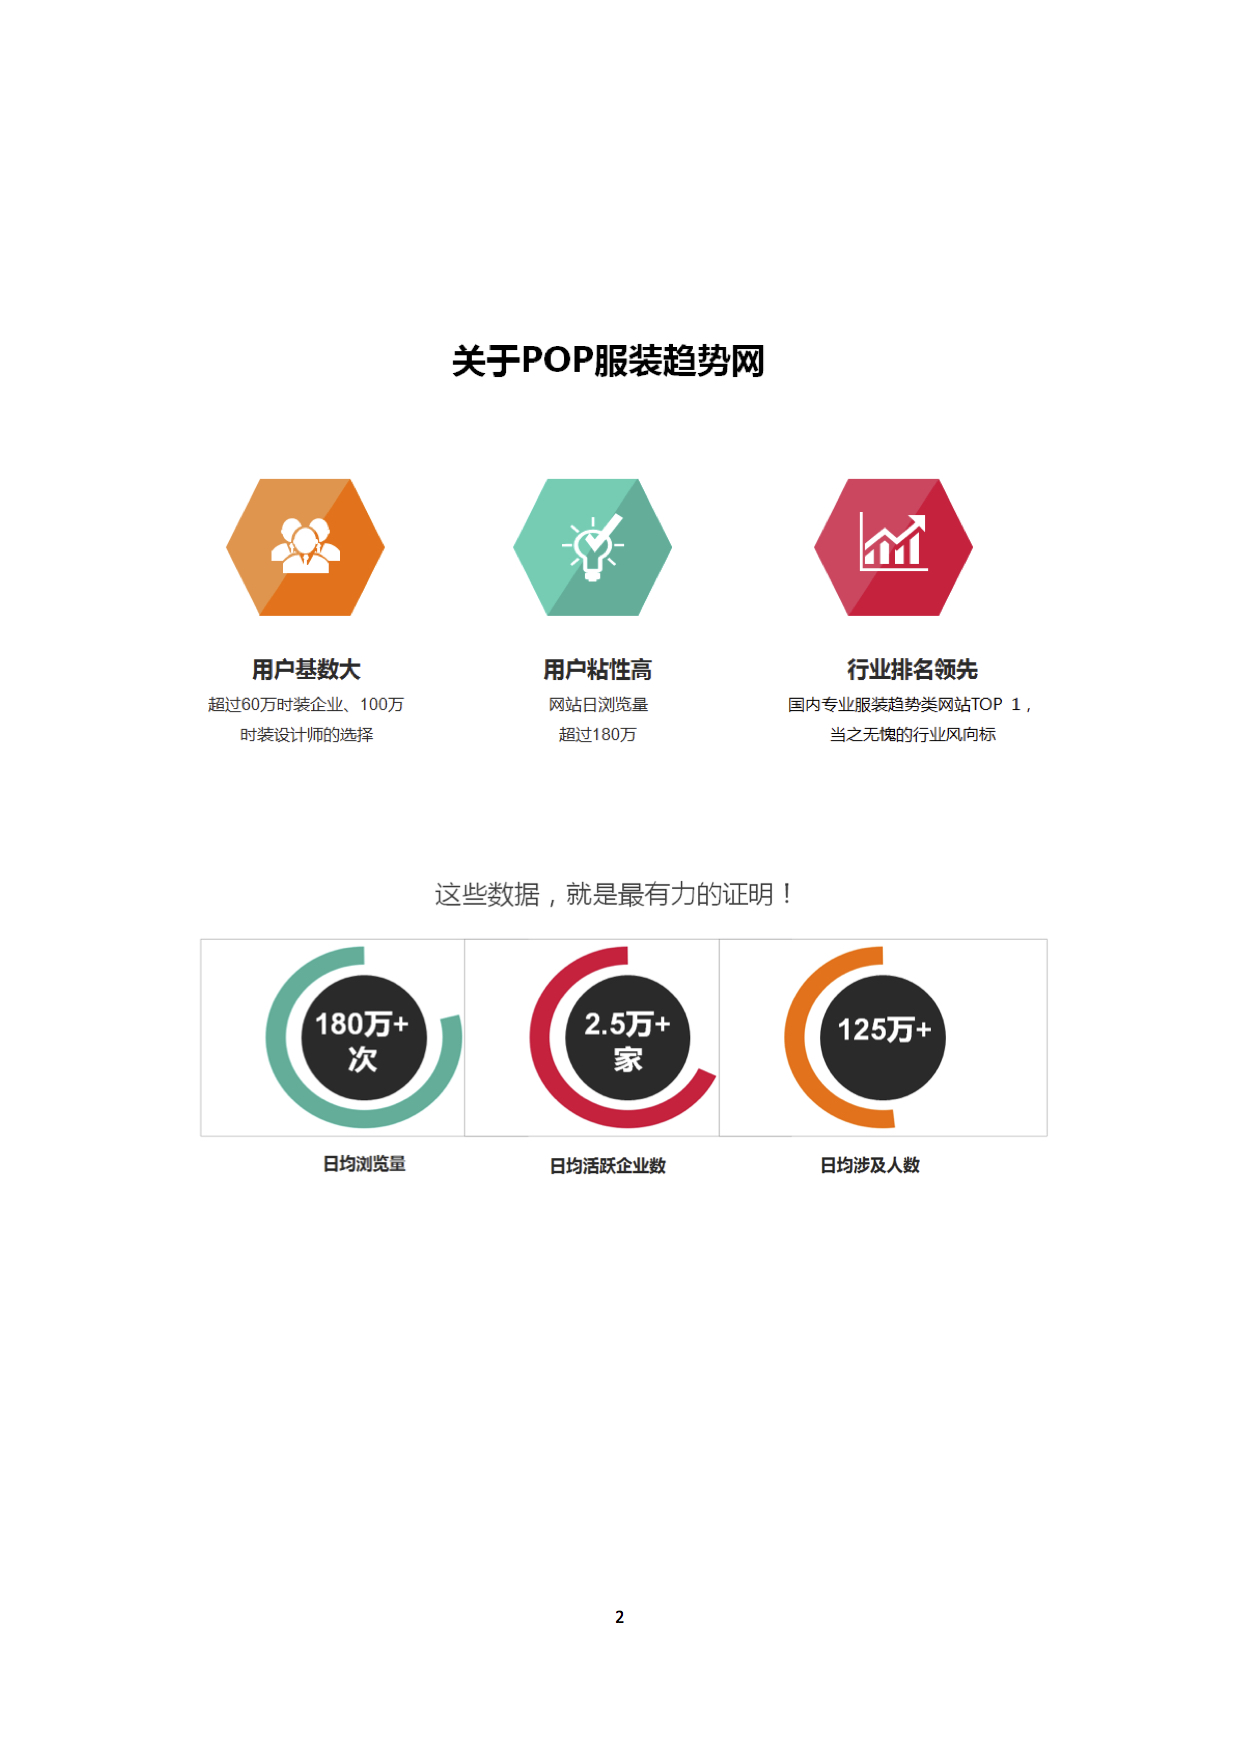 关于POP服装趋势网
用户基数大
超过60万时装企业、100万
时装设计师的选择
用户粘性高
网站日浏览量
超过180万
行业排名领先
国内专业服装趋势类网站TOP 1，
当之无愧的行业风向标
这些数据，就是最有力的证明！
180万+
次
2.5万+
家
125万+
日均浏览量
日均活跃企业数
日均涉及人数
2